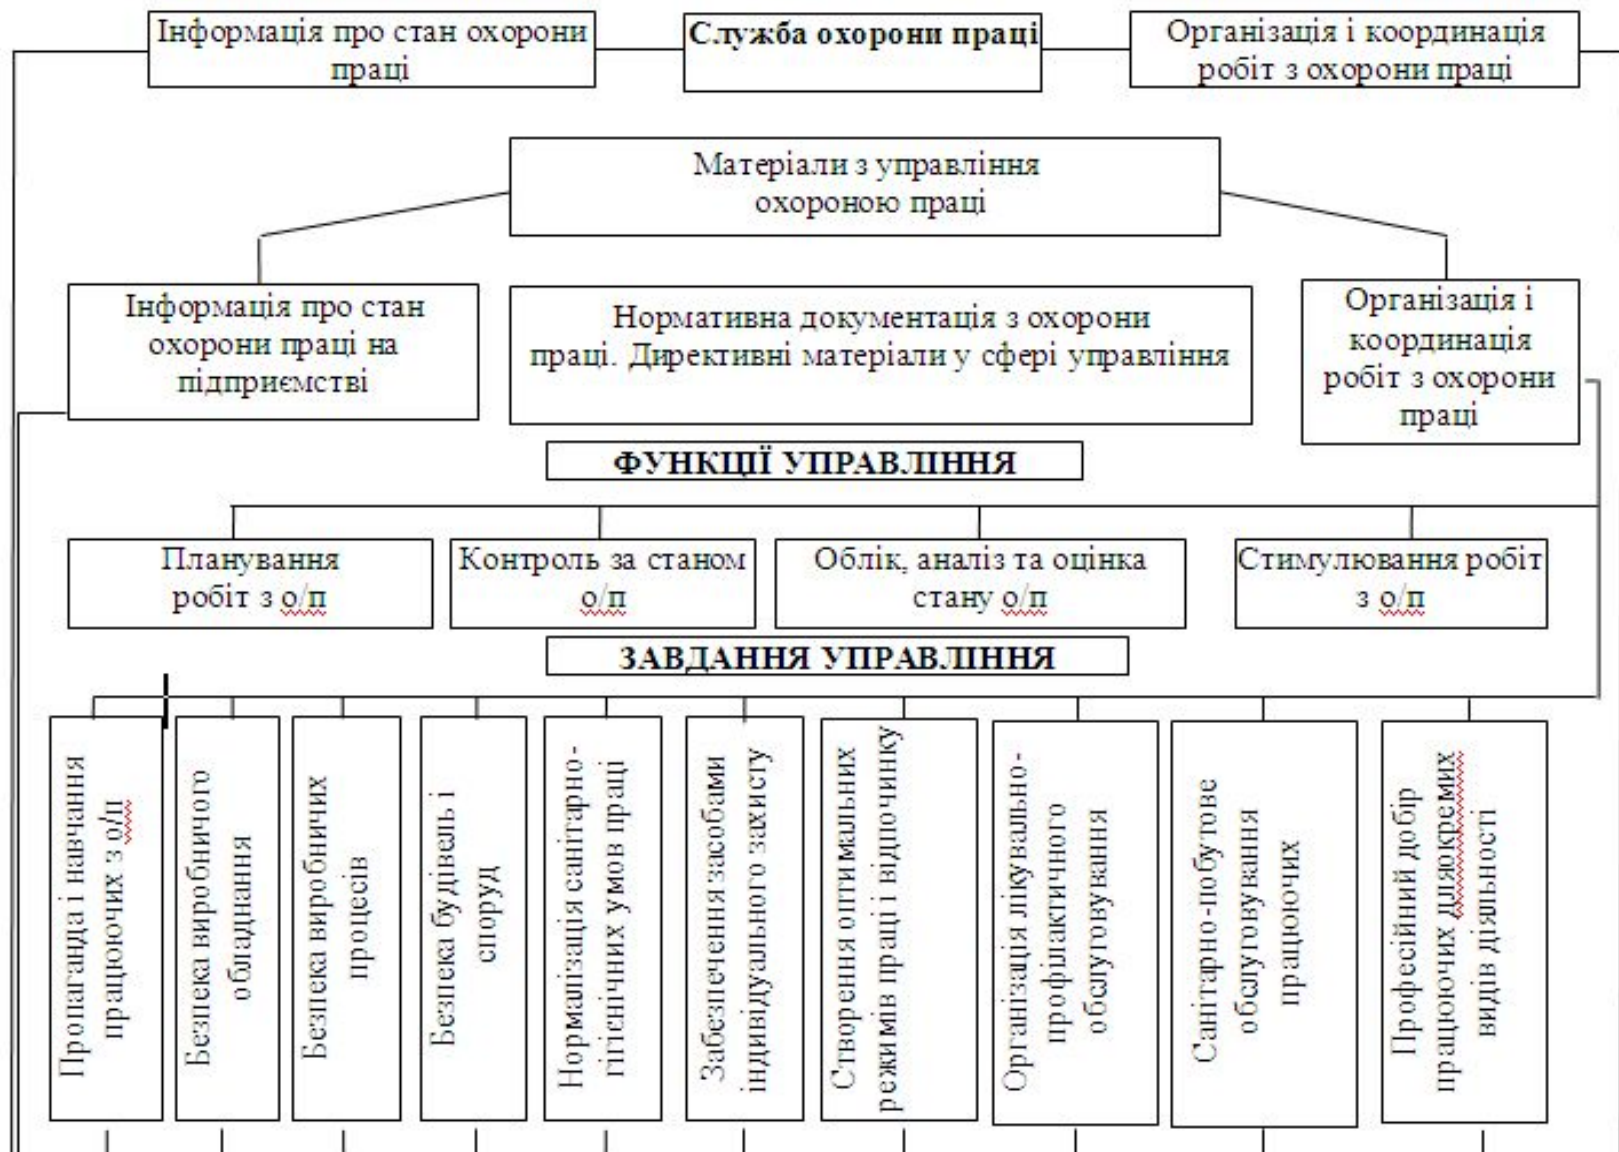 Інформація про стан охорони
праці
Служба охорони праці
Організація і координація
робіт з охорони праці
Матеріали з управління
охороною праці
Інформація про стан
охорони праці на
підприємстві
Нормативна документація з охорони
праці. Директивні матеріали у сфері управління
Організація і
координація
робіт з охорони
праці
ФУНКЦІЇ УПРАВЛІННЯ
Планування
робіт з о/п
Контроль за станом
о/п
Облік, аналіз та оцінка
стану о/п
Стимулювання робіт
з о/п
ЗАВДАННЯ УПРАВЛІННЯ
Пропаганда і навчання
працюючих з о/п
Безпека виробничого
обладнання
Безпека виробничих
процесів
Безпека будівель і
споруд
Нормалізація санітарно-
гігієнічних умов праці
Забезпечення засобами
індивідуального захисту
Створення оптимальних
режимів праці і відпочинку
Організація лікувально-
профілактичного
обслуговування
Санітарно-побутове
обслуговування
працюючих
Професійний добір
працюючих дляокремих
видів діяльності